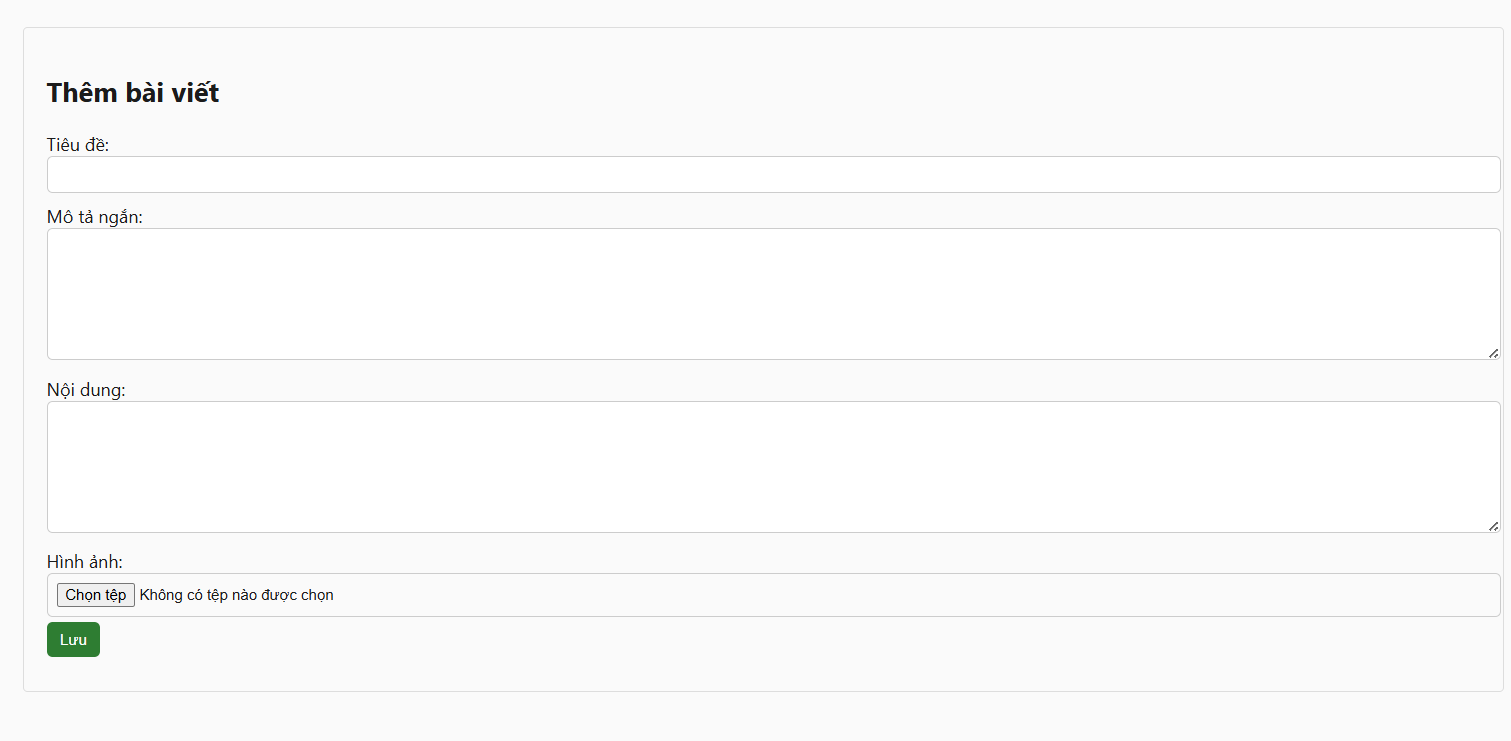 Thêm bài viết
Tiêu đề:
Mô tả ngắn:
Nội dung:
Hình ảnh:
Chọn tệp Không có tệp nào được chọn
Lưu